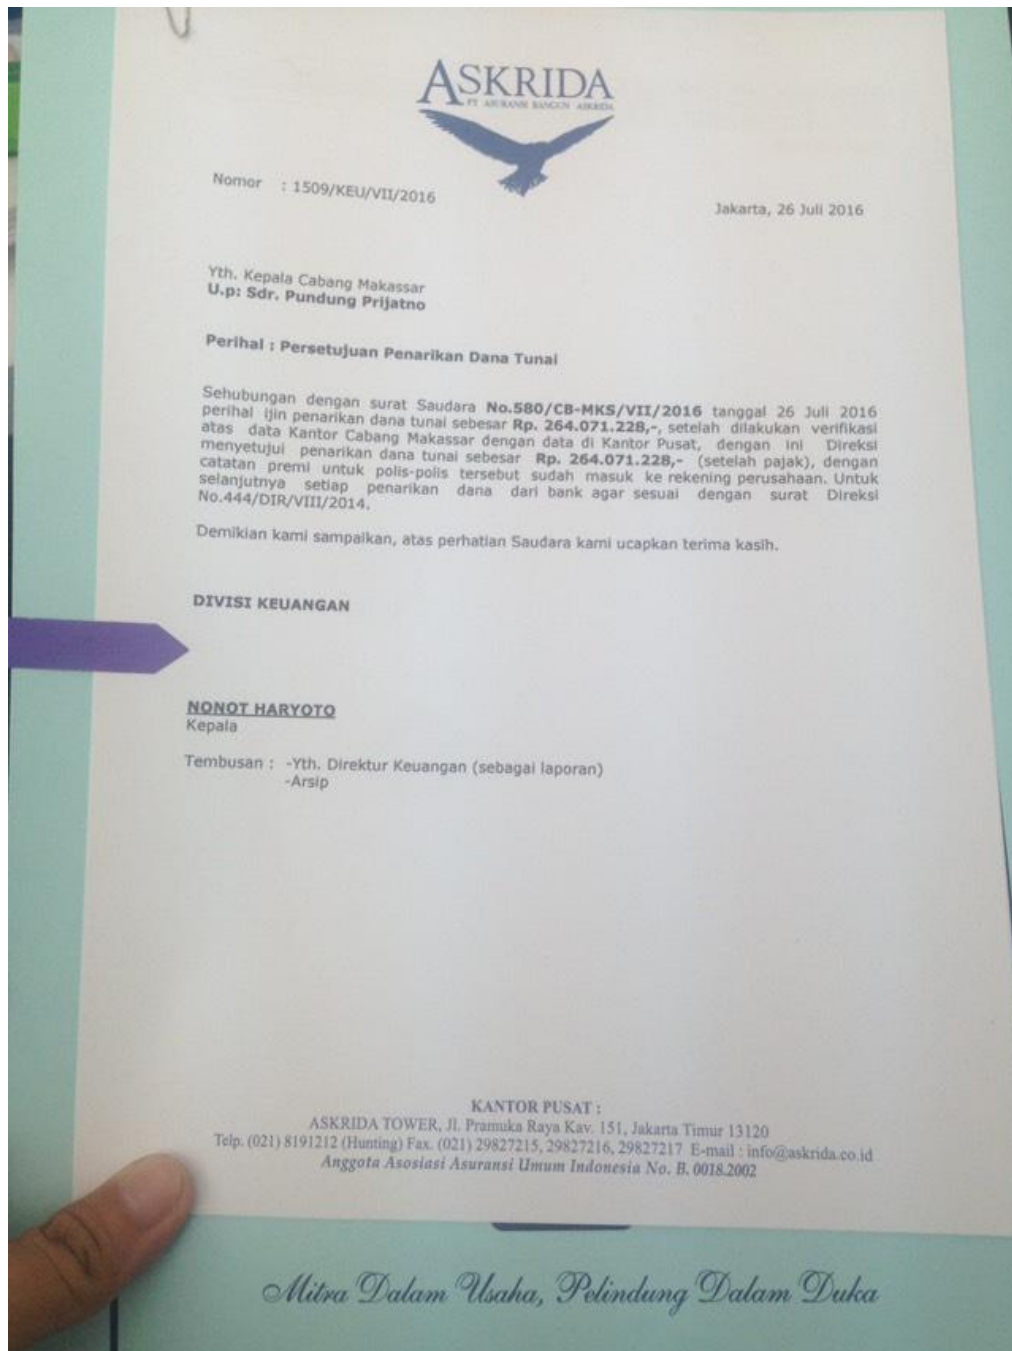 ASKRIDA
PT ASURANSI BANGUN ASKRIDA
Nomor : 1509/KEU/VII/2016
Jakarta, 26 Juli 2016
Yth. Kepala Cabang Makassar
U.p: Sdr. Pundung Prijatno
Perihal : Persetujuan Penarikan Dana Tunai
Sehubungan dengan surat Saudara No.580/CB-MKS/VII/2016 tanggal 26 Juli 2016
perihal ijin penarikan dana tunai sebesar Rp. 264.071.228,-, setelah dilakukan verifikasi
atas data Kantor Cabang Makassar dengan data di Kantor Pusat, dengan ini Direksi
menyetujui penarikan dana tunai sebesar Rp. 264.071.228,- (setelah pajak), dengan
catatan premi untuk polis-polis tersebut sudah masuk ke rekening perusahaan. Untuk
selanjutnya setiap penarikan dana dari bank agar sesuai dengan surat Direksi
No.444/DIR/VIII/2014.
Demikian kami sampaikan, atas perhatian Saudara kami ucapkan terima kasih.
DIVISI KEUANGAN
NONOT HARYOTO
Kepala
Tembusan : -Yth. Direktur Keuangan (sebagai laporan)
-Arsip
KANTOR PUSAT :
ASKRIDA TOWER, Jl. Pramuka Raya Kav. 151, Jakarta Timur 13120
Telp. (021) 8191212 (Hunting) Fax. (021) 29827215, 29827216, 29827217 E-mail : info@askrida.co.id
Anggota Asosiasi Asuransi Umum Indonesia No. B. 0018.2002
Mitra Dalam Usaha, Pelindung Dalam Duka